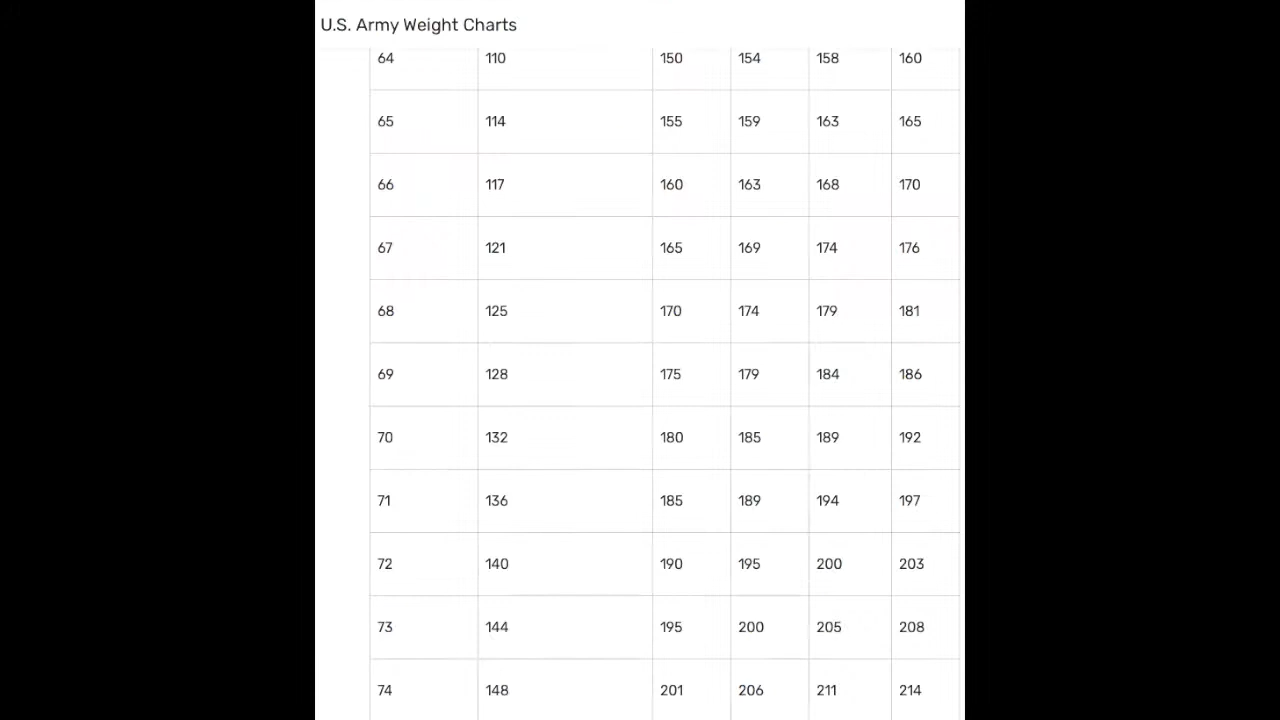 U.S. Army Weight Charts
64 110 150 154 158 160
65 114 155 159 163 165
66 117 160 163 168 170
67 121 165 169 174 176
68 125 170 174 179 181
69 128 175 179 184 186
70 132 180 185 189 192
71 136 185 189 194 197
72 140 190 195 200 203
73 144 195 200 205 208
74 148 201 206 211 214